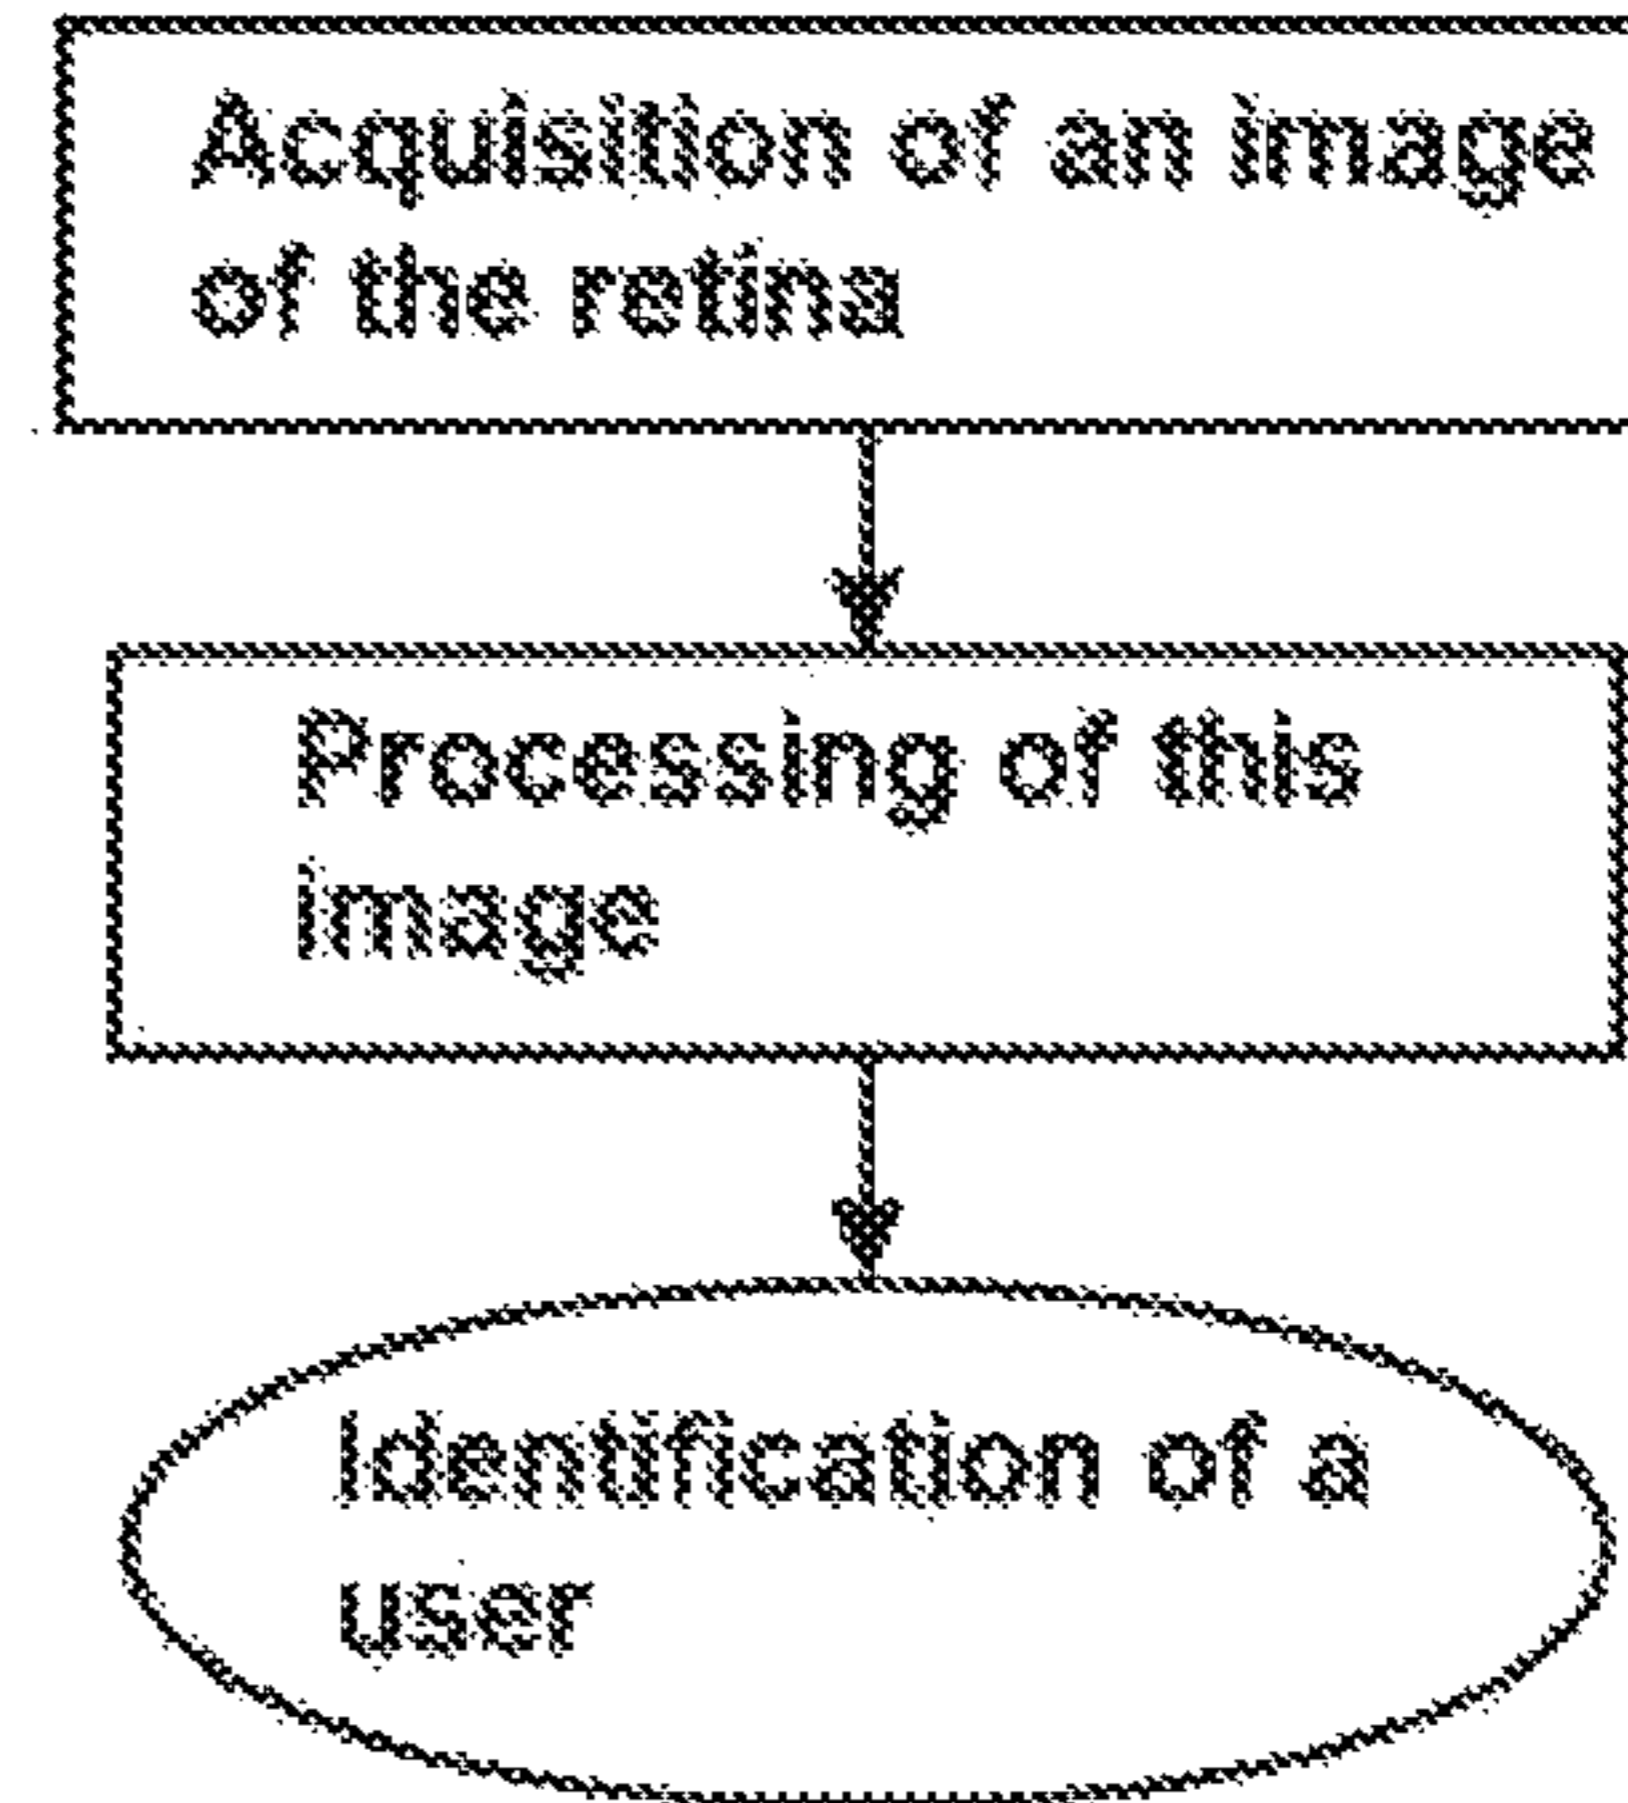 Acquisition of an image
of the retina
Processing of this
image
Identification of a
user